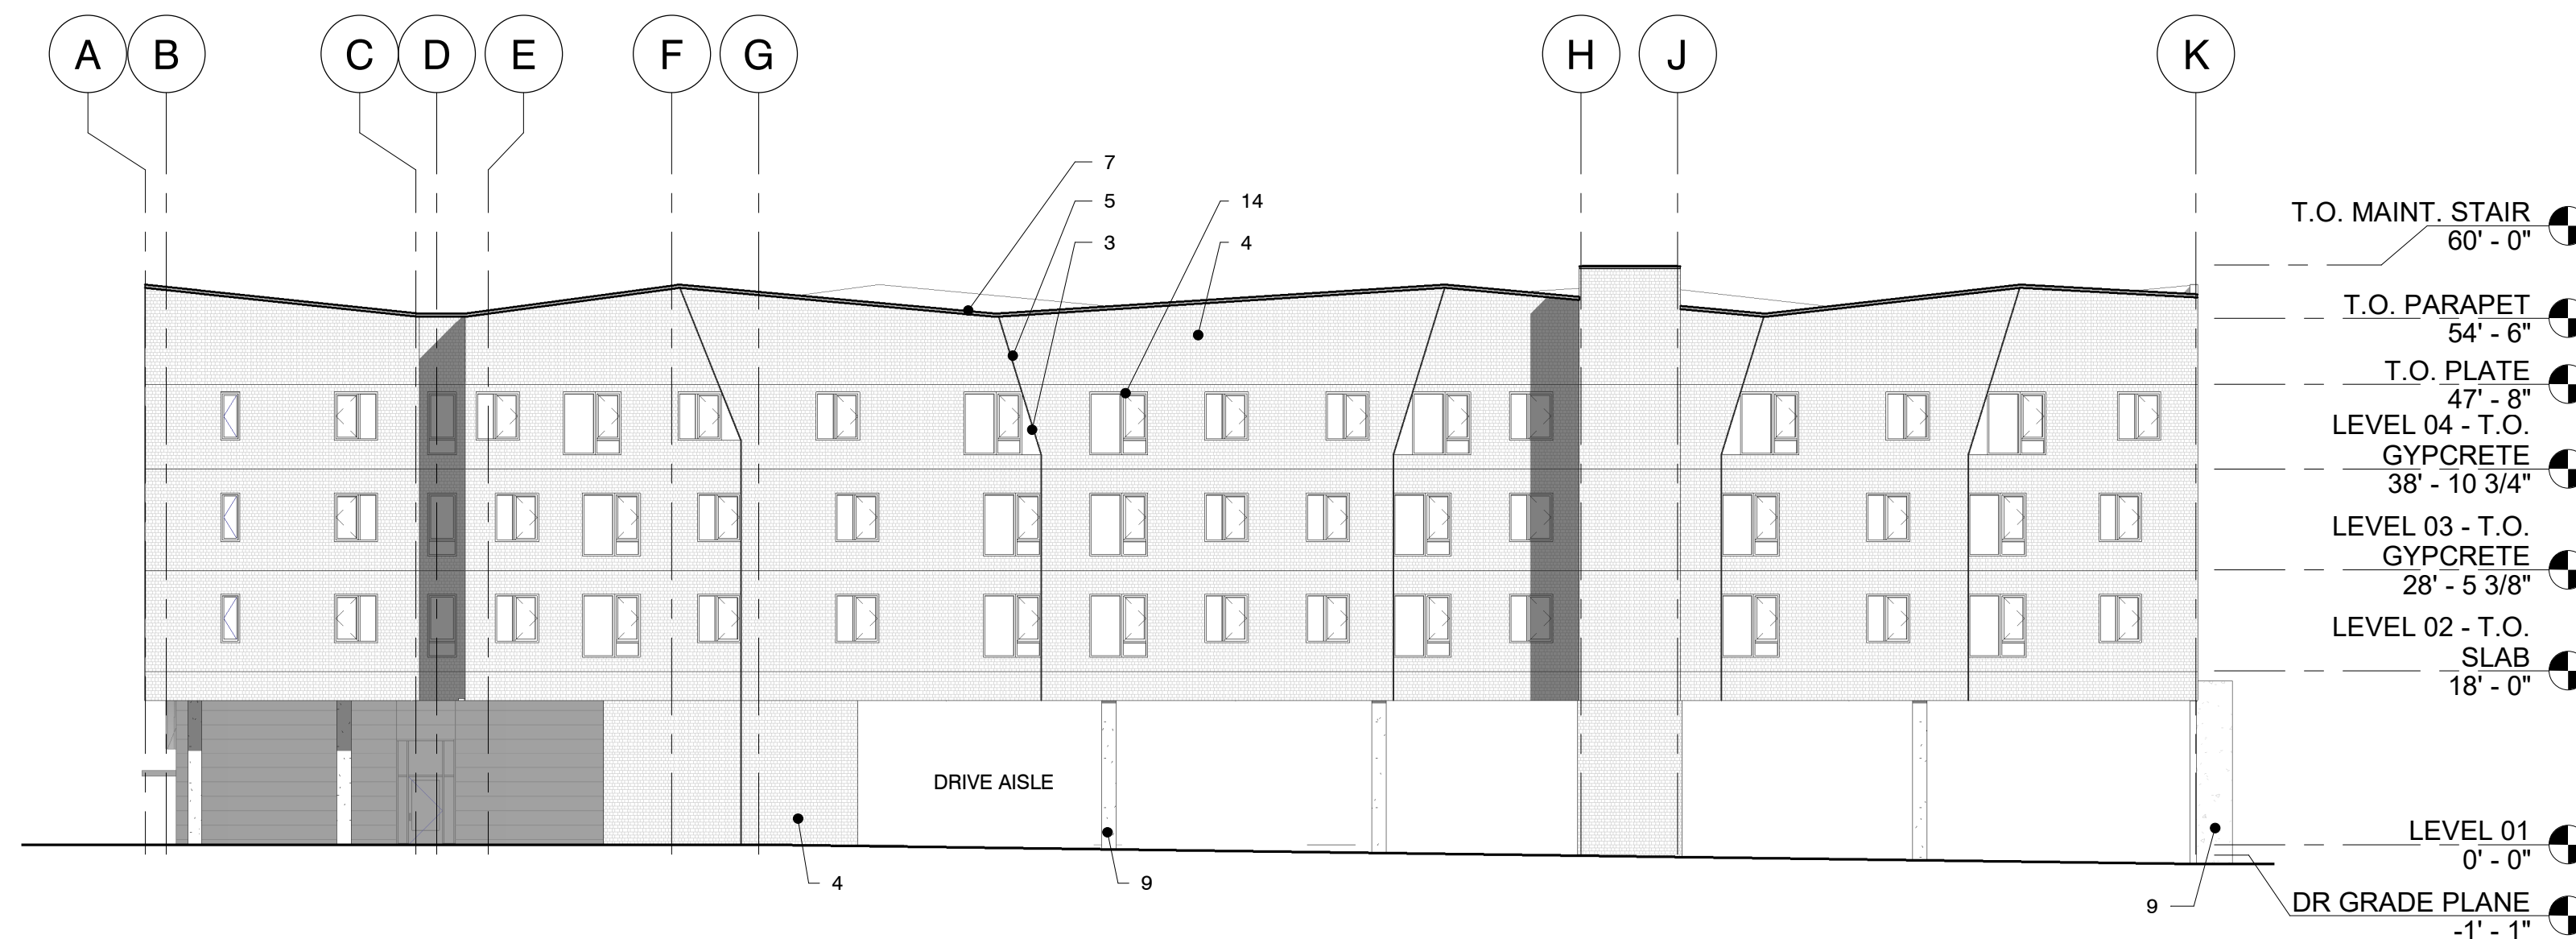 A B C D E F G H J K
7
5
14
3
4
T.O. MAINT. STAIR
60' - 0"
T.O. PARAPET
54' - 6"
T.O. PLATE
47' - 8"
LEVEL 04 - T.O.
GYPCRETE
38' - 10 3/4"
LEVEL 03 - T.O.
GYPCRETE
28' - 5 3/8"
LEVEL 02 - T.O.
SLAB
18' - 0"
DRIVE AISLE
LEVEL 01
0' - 0"
4
9
9
DR GRADE PLANE
-1' - 1"